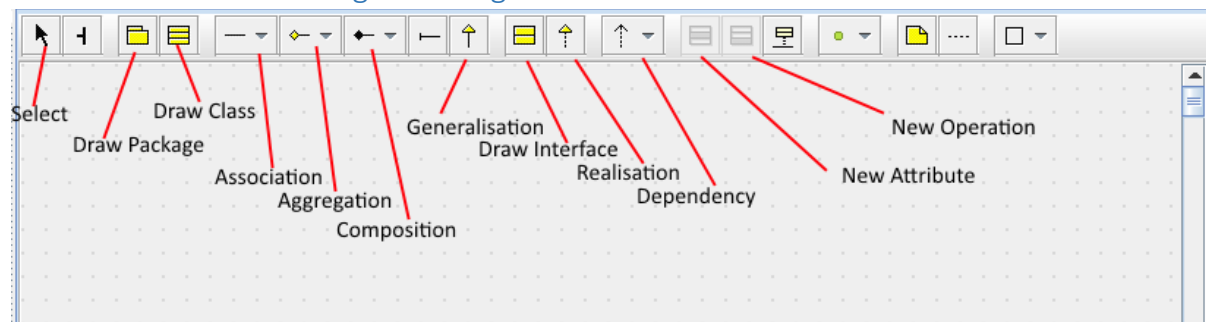 Select
Draw Class
Draw Package
Generalisation
New Operation
Draw Interface
Association
Realisation
New Attribute
Aggregation
Dependency
Composition